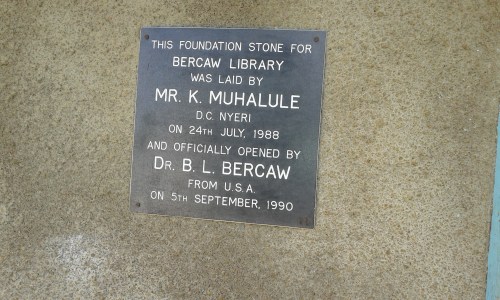 THIS FOUNDATION STONE FOR
BERCAW LIBRARY
WAS LAID BY
MR. K. MUHALULE
D.C. NYERI
ON 24TH JULY, 1988
AND OFFICIALLY OPENED BY
DR. B. L. BERCAW
FROM U.S.A.
ON 5TH SEPTEMBER, 1990